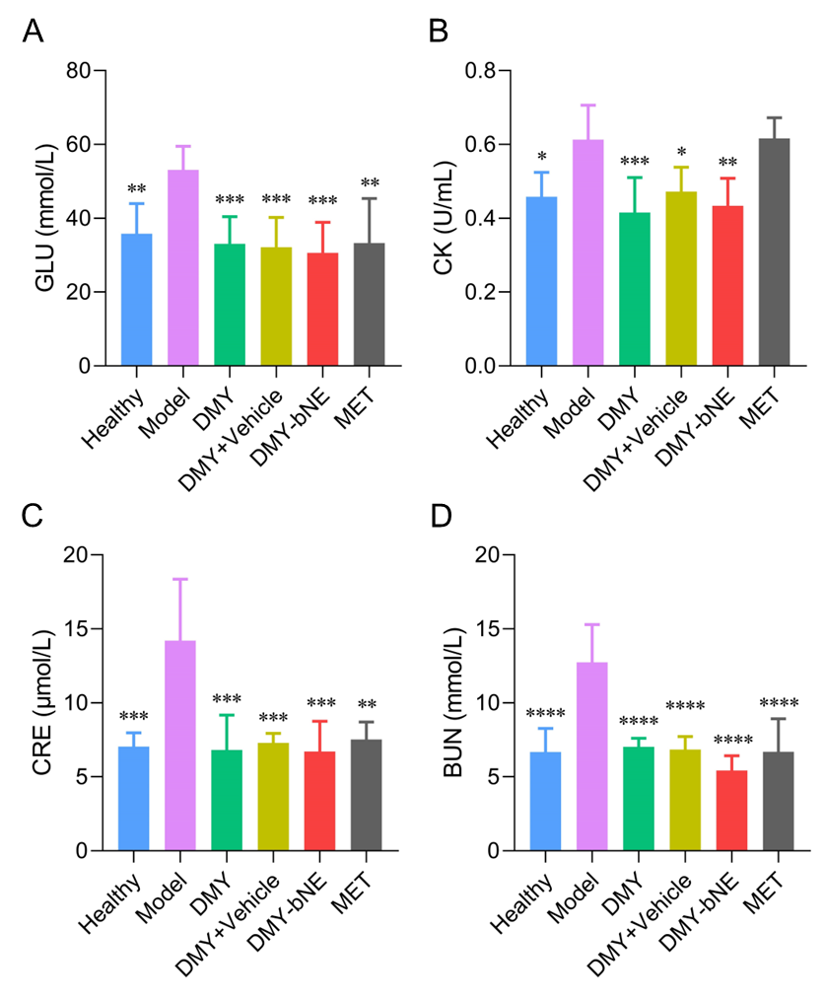 A
GLU (mmol/L)
80
60
40
20
0
**
***
***
***
**
Healthy
Model
DMY
DMY+Vehicle
DMY-bNE
MET
B
CK (U/mL)
0.8
0.6
0.4
0.2
0.0
*
***
*
**
Healthy
Model
DMY
DMY+Vehicle
DMY-bNE
MET
C
CRE (μmol/L)
20
15
10
5
0
***
***
***
***
**
Healthy
Model
DMY
DMY+Vehicle
DMY-bNE
MET
D
BUN (mmol/L)
20
15
10
5
0
****
****
****
****
****
Healthy
Model
DMY
DMY+Vehicle
DMY-bNE
MET